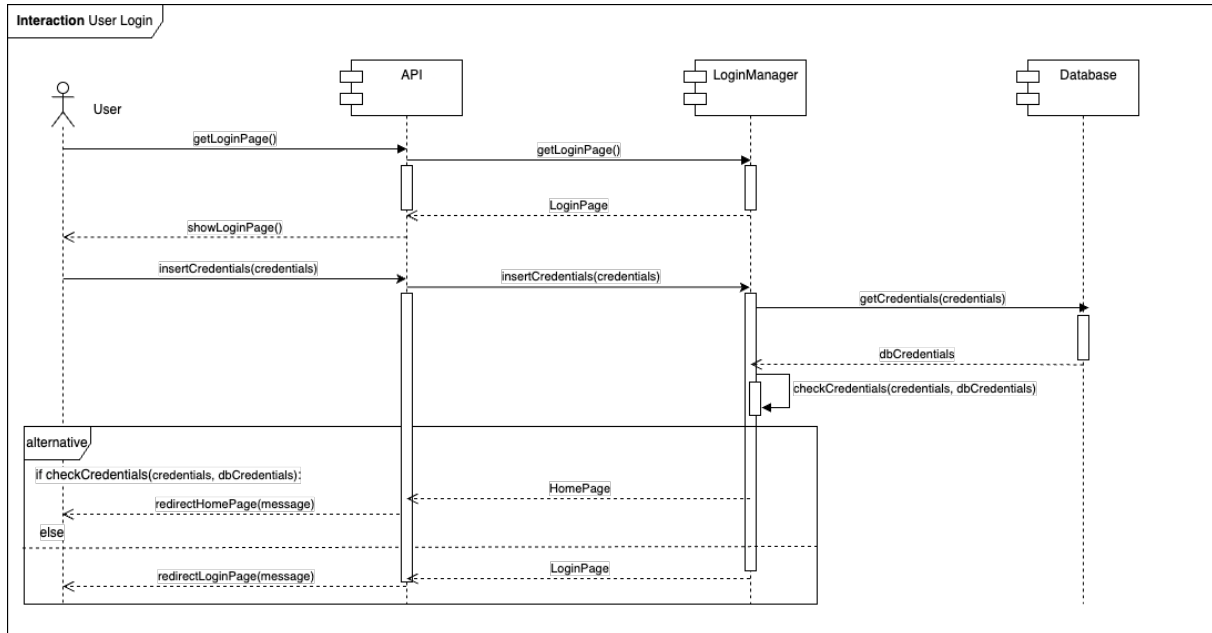 Interaction User Login
API
LoginManager
Database
User
getLoginPage()
getLoginPage()
LoginPage
showLoginPage()
insertCredentials(credentials)
insertCredentials(credentials)
getCredentials(credentials)
dbCredentials
checkCredentials(credentials, dbCredentials)
alternative
if checkCredentials(credentials, dbCredentials):
HomePage
redirectHomePage(message)
else
LoginPage
redirectLoginPage(message)